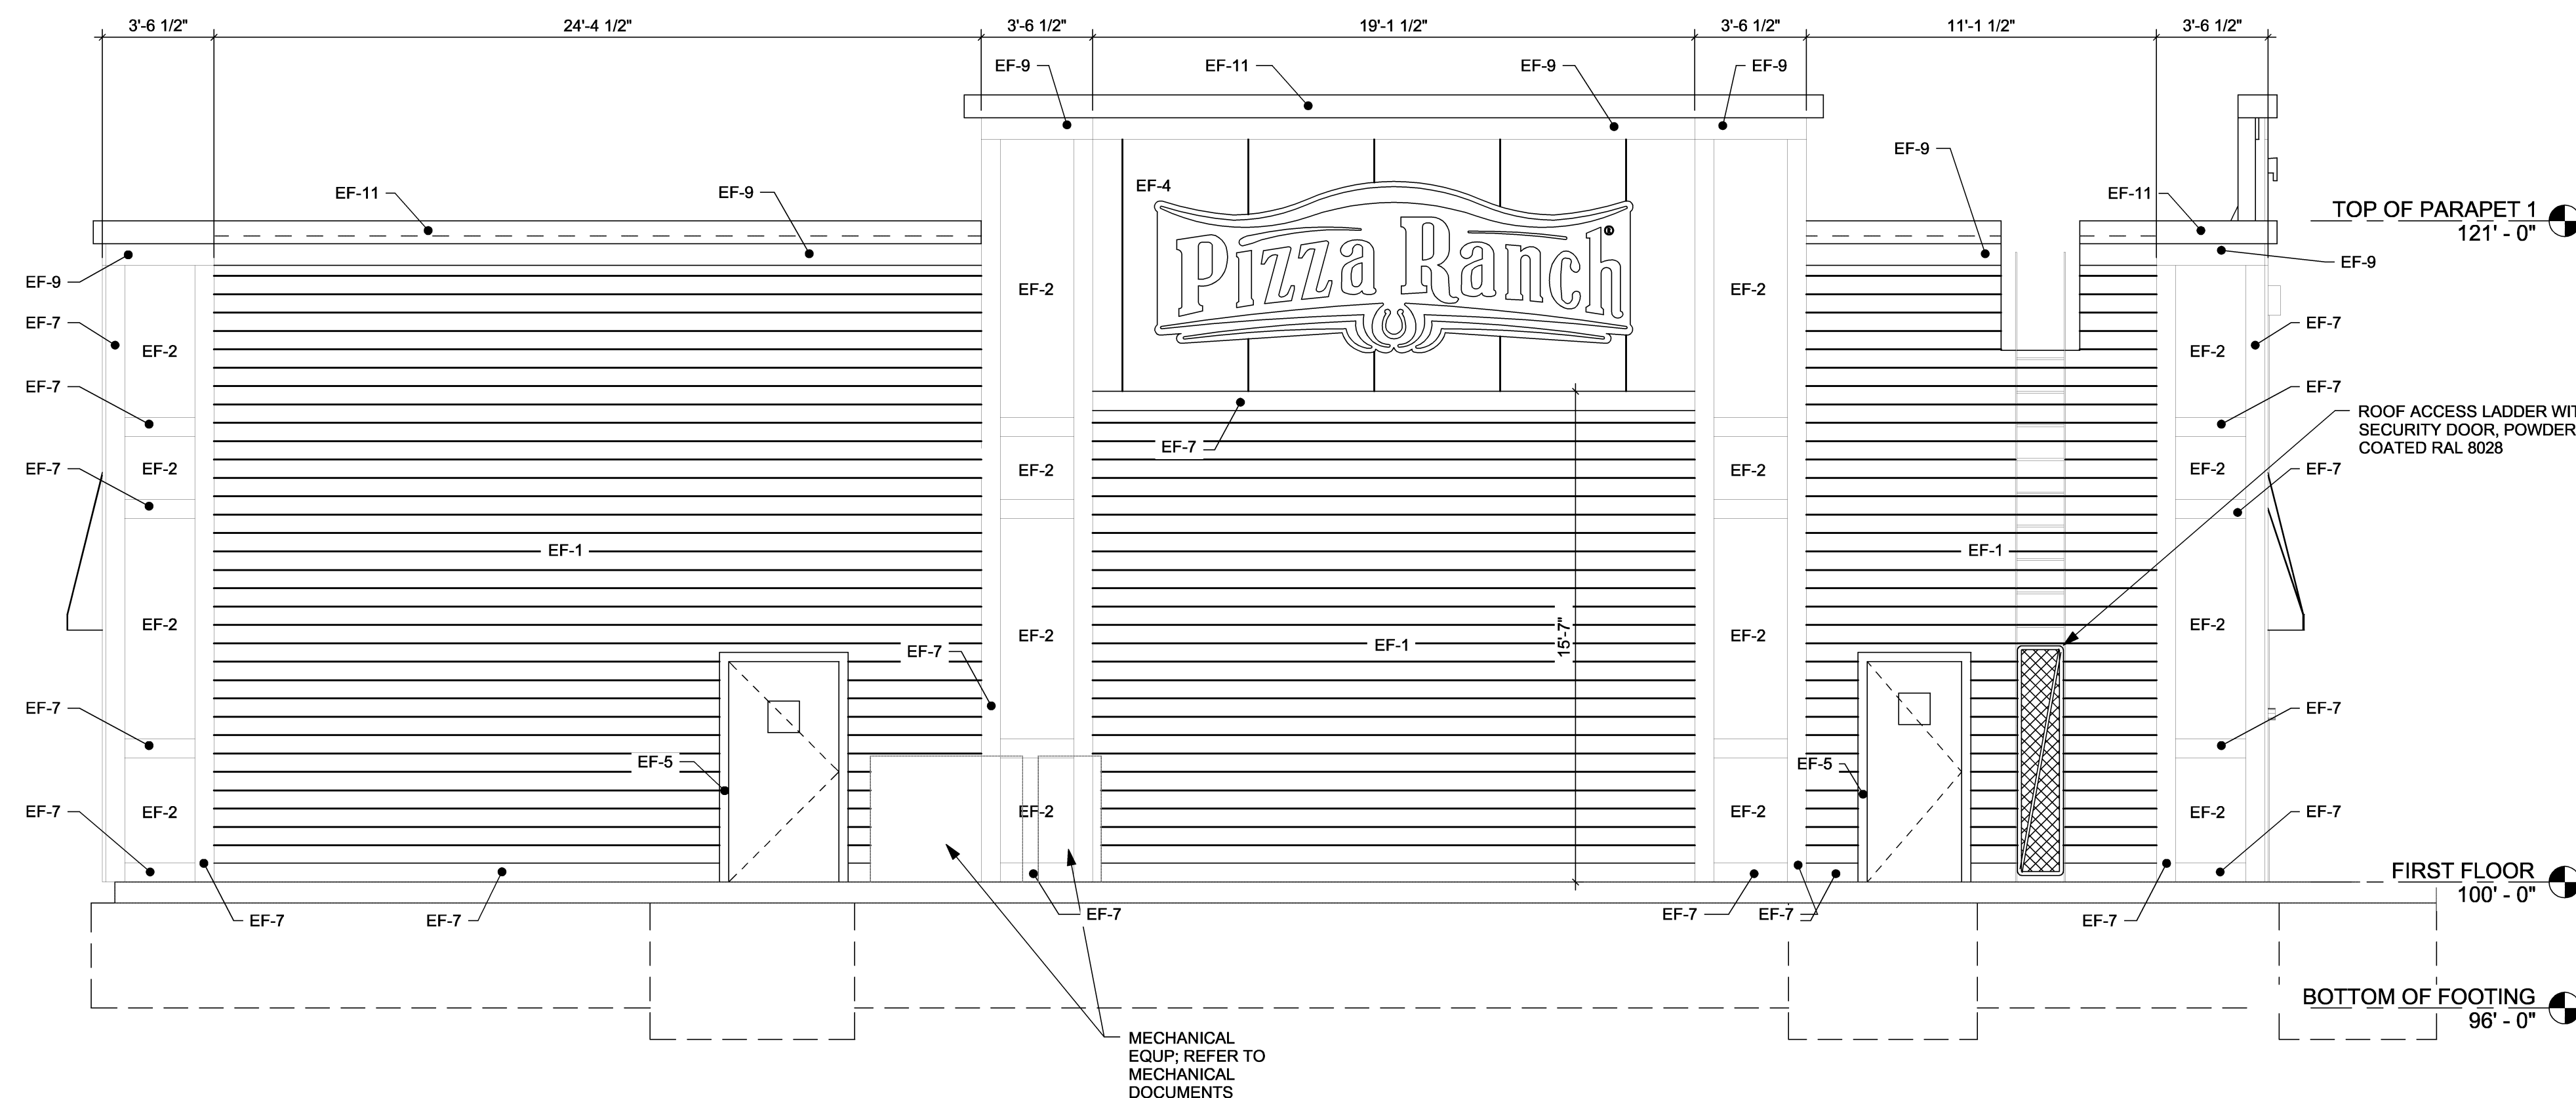 3'-6 1/2" 24'-4 1/2" 3'-6 1/2" 19'-1 1/2" 3'-6 1/2" 11'-1 1/2" 3'-6 1/2"
EF-9 EF-11 EF-9 EF-9
EF-9
EF-11 EF-9 EF-4 EF-11
Pizza Ranch®
TOP OF PARAPET 1
121' - 0"
EF-9 EF-9
EF-2 EF-2
EF-7 EF-7
EF-2 EF-2
EF-7 EF-7
ROOF ACCESS LADDER WIT
SECURITY DOOR, POWDER
COATED RAL 8028
EF-7
EF-7 EF-2 EF-2 EF-2 EF-2 EF-7
EF-1 EF-1
EF-2 EF-2 EF-2 EF-2
EF-7 EF-1 15'-7"
EF-7 EF-7
EF-5 EF-5
EF-7 EF-2 EF-2 EF-2 EF-2 EF-7
FIRST FLOOR
100' - 0"
EF-7 EF-7 EF-7 EF-7 EF-7 EF-7
BOTTOM OF FOOTING
96' - 0"
MECHANICAL
EQUP; REFER TO
MECHANICAL
DOCUMENTS